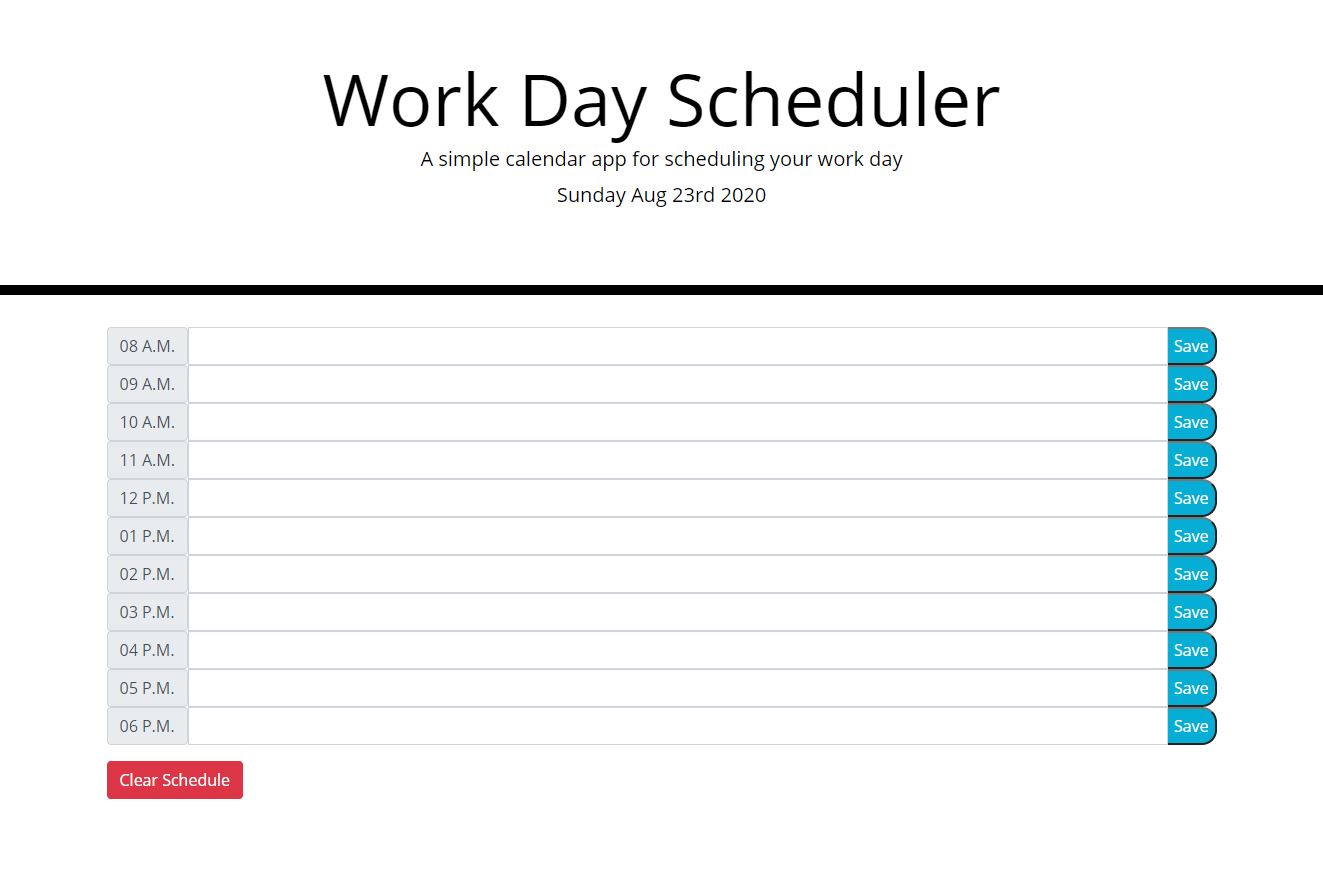 Work Day Scheduler
A simple calendar app for scheduling your work day
Sunday Aug 23rd 2020
08 A.M. Save
09 A.M. Save
10 A.M. Save
11 A.M. Save
12 P.M. Save
01 P.M. Save
02 P.M. Save
03 P.M. Save
04 P.M. Save
05 P.M. Save
06 P.M. Save
Clear Schedule